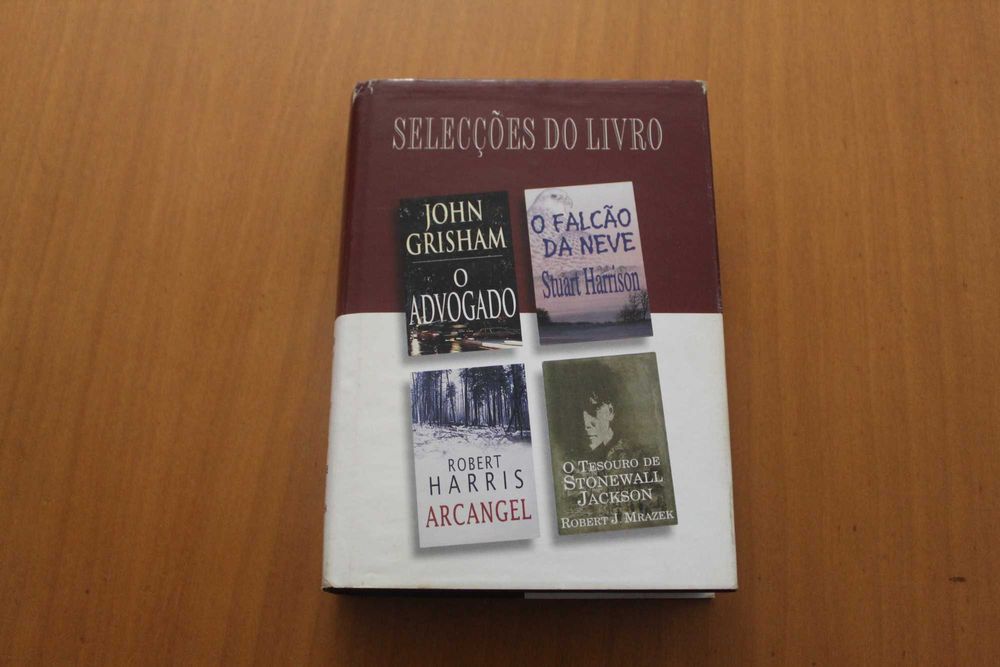 SELECÇÕES DO LIVRO
JOHN
GRISHAM
O
ADVOGADO
O FALCÃO
DA NEVE
Stuart Harrison
ROBERT
HARRIS
ARCANGEL
O TESOURO DE
STONEWALL
JACKSON
ROBERT J. MRAZEK